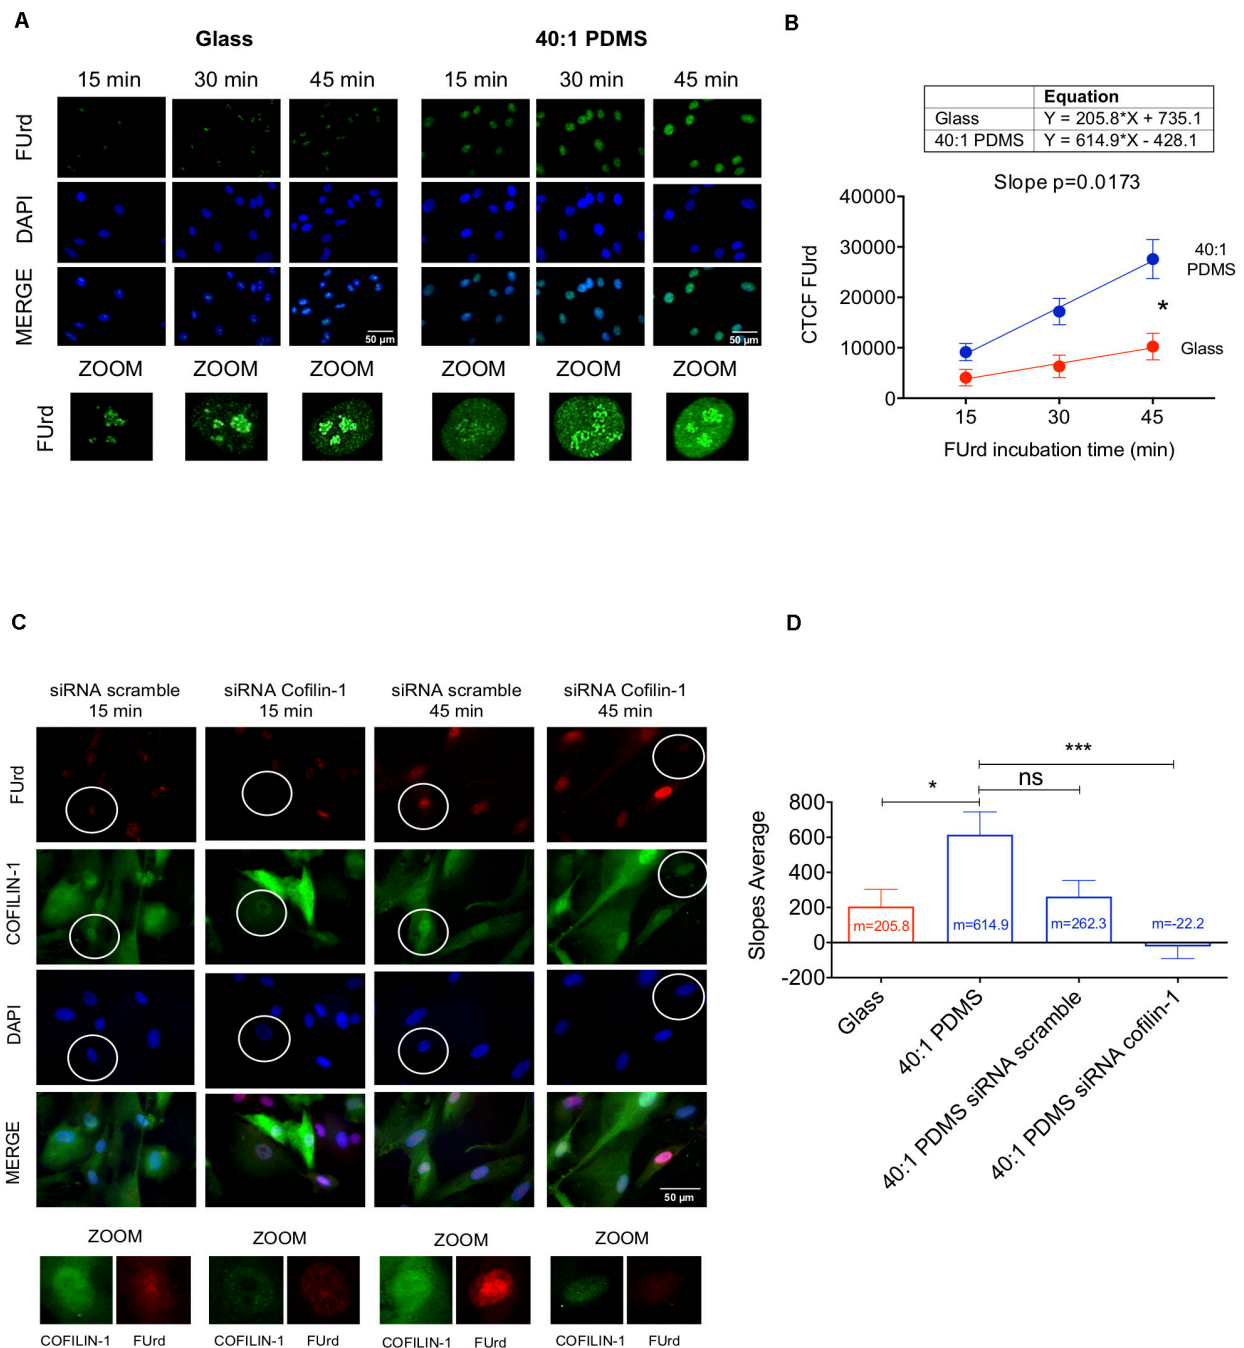 A
Glass
40:1 PDMS
15 min
30 min
45 min
15 min
30 min
45 min
FUrd
DAPI
MERGE
50 µm
50 µm
ZOOM
ZOOM
ZOOM
ZOOM
ZOOM
ZOOM
FUrd
B
Equation
Glass
Y = 205.8*X + 735.1
40:1 PDMS
Y = 614.9*X - 428.1
Slope p=0.0173
CTCF FUrd
40000
30000
20000
10000
0
40:1
PDMS
*
Glass
15
30
45
FUrd incubation time (min)
C
siRNA scramble
15 min
siRNA Cofilin-1
15 min
siRNA scramble
45 min
siRNA Cofilin-1
45 min
FUrd
COFILIN-1
DAPI
MERGE
50 µm
ZOOM
ZOOM
ZOOM
ZOOM
COFILIN-1
FUrd
COFILIN-1
FUrd
COFILIN-1
FUrd
COFILIN-1
FUrd
D
***
ns
*
Slopes Average
800
600
400
200
0
-200
m=205.8
m=614.9
m=262.3
m=-22.2
Glass
40:1 PDMS
40:1 PDMS siRNA scramble
40:1 PDMS siRNA cofilin-1